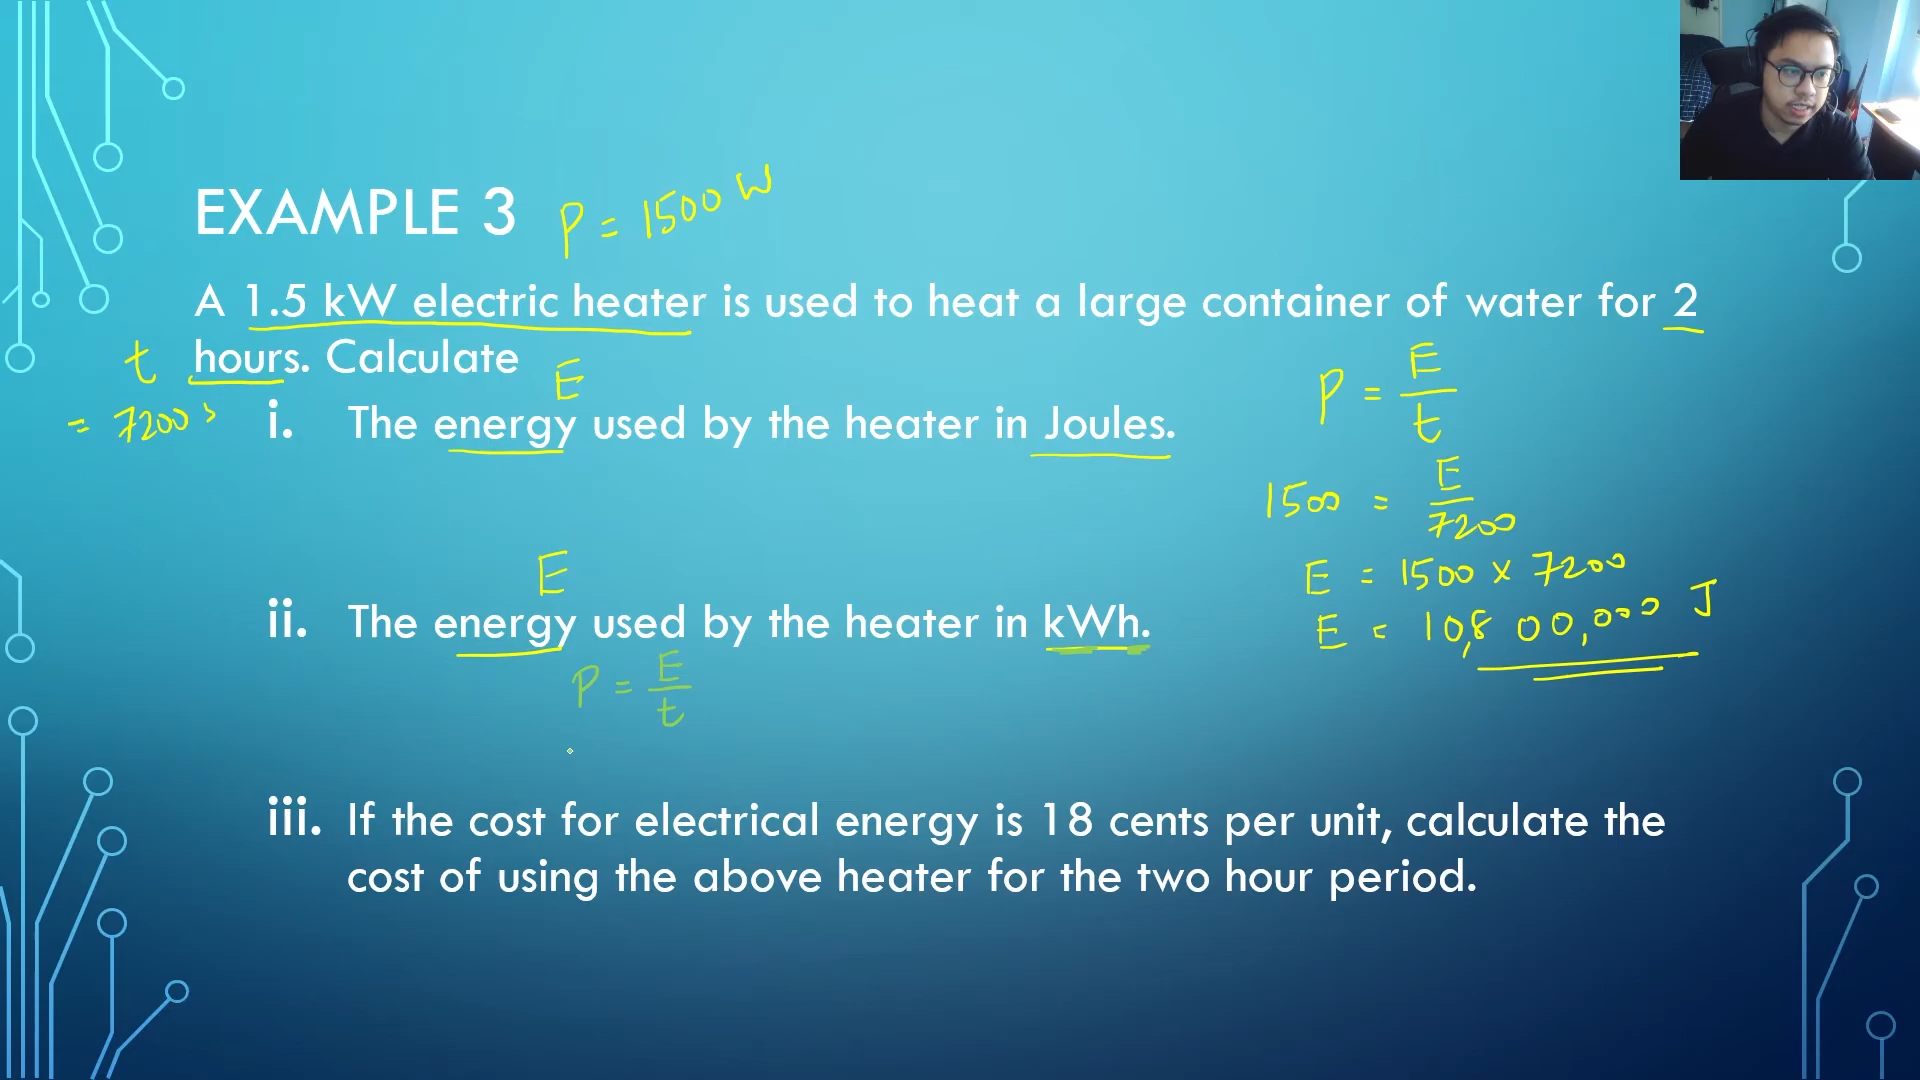 EXAMPLE 3 P = 1500 W
A 1.5 kW electric heater is used to heat a large container of water for 2
hours. Calculate
t
= 7200 s
E
i. The energy used by the heater in Joules.
P = E/t
1500 = E/7200
E = 1500 × 7200
E = 10,800,000 J
E
ii. The energy used by the heater in kWh.
P = E/t
iii. If the cost for electrical energy is 18 cents per unit, calculate the
cost of using the above heater for the two hour period.